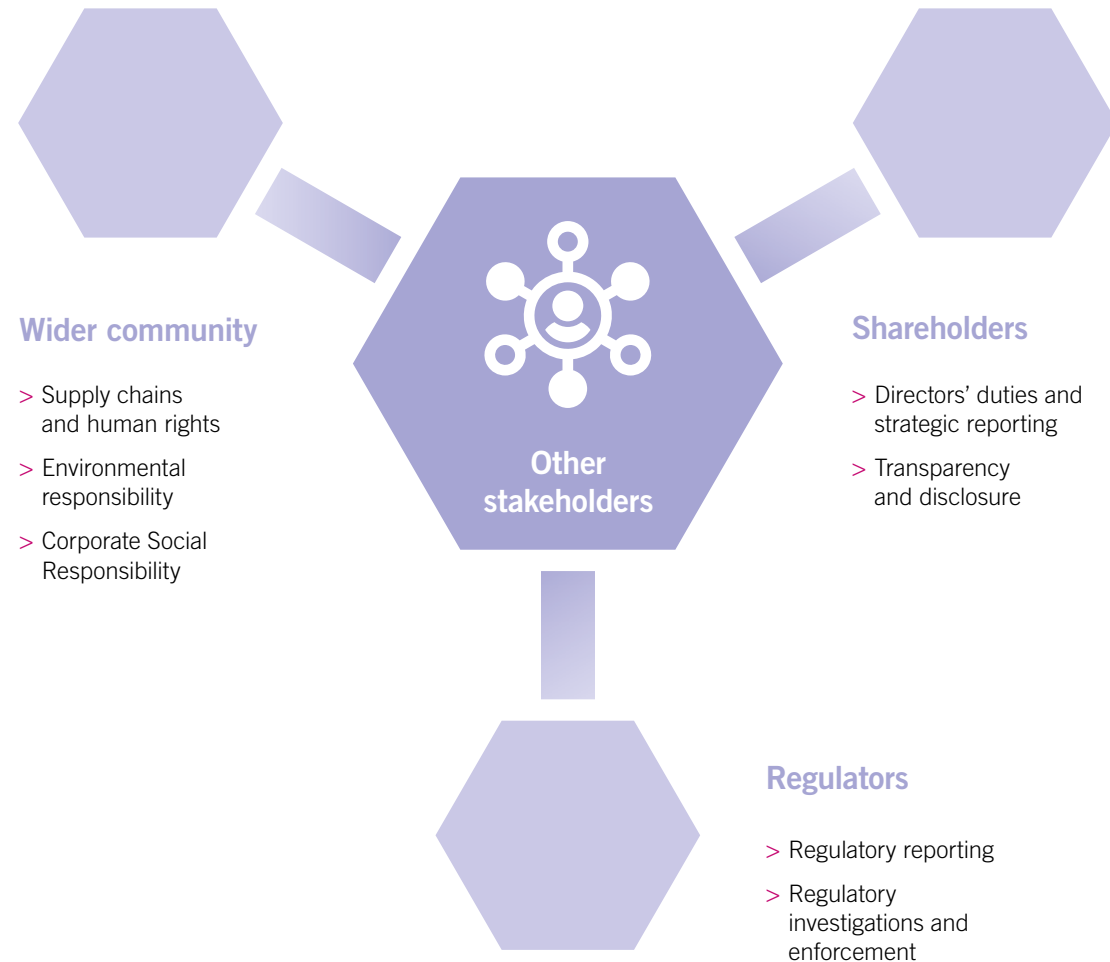 Other
stakeholders
Wider community
> Supply chains
and human rights
> Environmental
responsibility
> Corporate Social
Responsibility
Shareholders
> Directors’ duties and
strategic reporting
> Transparency
and disclosure
Regulators
> Regulatory reporting
> Regulatory
investigations and
enforcement